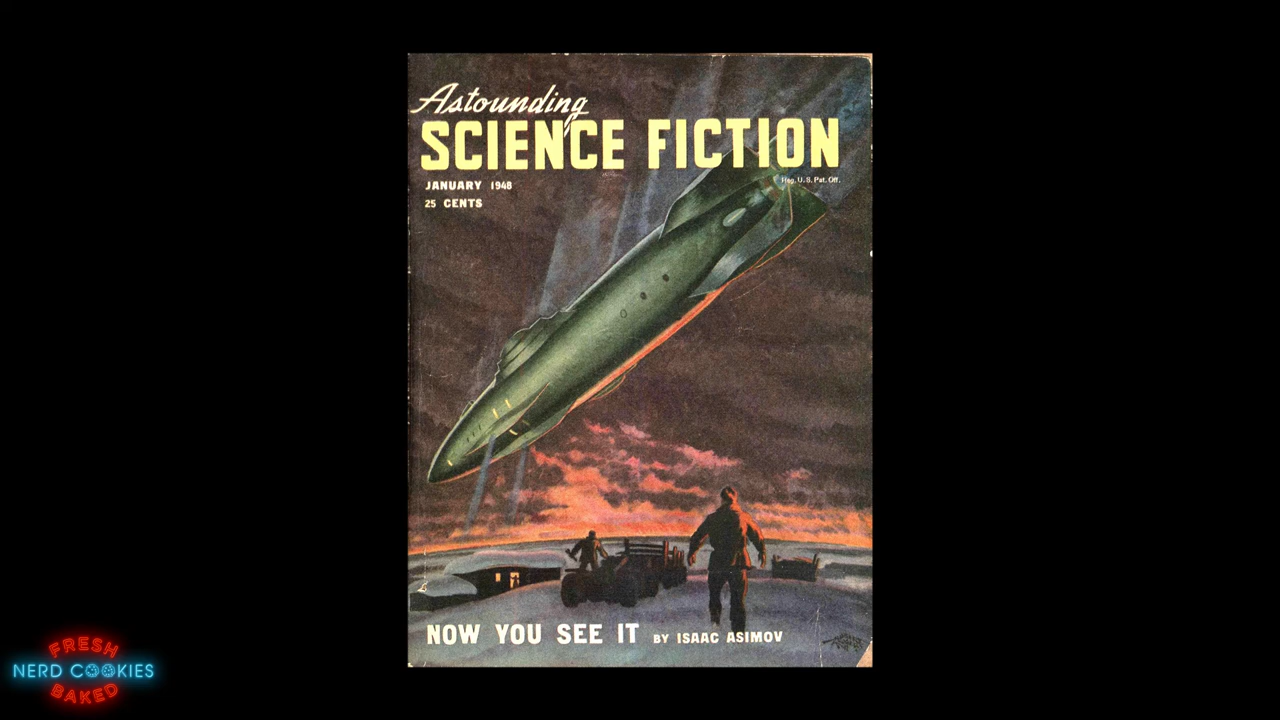 Astounding
SCIENCE FICTION
Reg. U.S. Pat. Off.
JANUARY 1948
25 CENTS
NOW YOU SEE IT BY ISAAC ASIMOV
FRESH
NERD COOKIES
BAKED